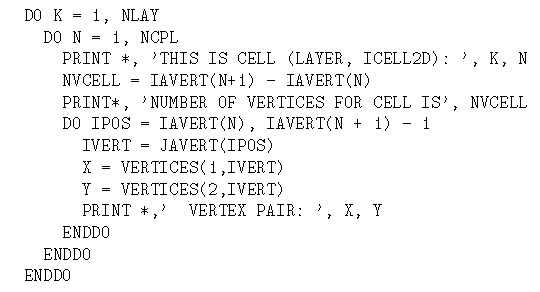 DO K = 1, NLAY
  DO N = 1, NCPL
    PRINT *, 'THIS IS CELL (LAYER, ICELL2D): ', K, N
    NVCELL = IAVERT(N+1) - IAVERT(N)
    PRINT*, 'NUMBER OF VERTICES FOR CELL IS', NVCELL
    DO IPOS = IAVERT(N), IAVERT(N + 1) - 1
      IVERT = JAVERT(IPOS)
      X = VERTICES(1,IVERT)
      Y = VERTICES(2,IVERT)
      PRINT *,'  VERTEX PAIR: ', X, Y
    ENDDO
  ENDDO
ENDDO